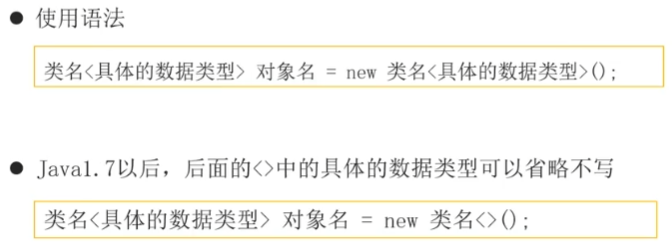 ● 使用语法
类名<具体的数据类型> 对象名 = new 类名<具体的数据类型>();
● Java1.7以后，后面的<>中的具体的数据类型可以省略不写
类名<具体的数据类型> 对象名 = new 类名<>();